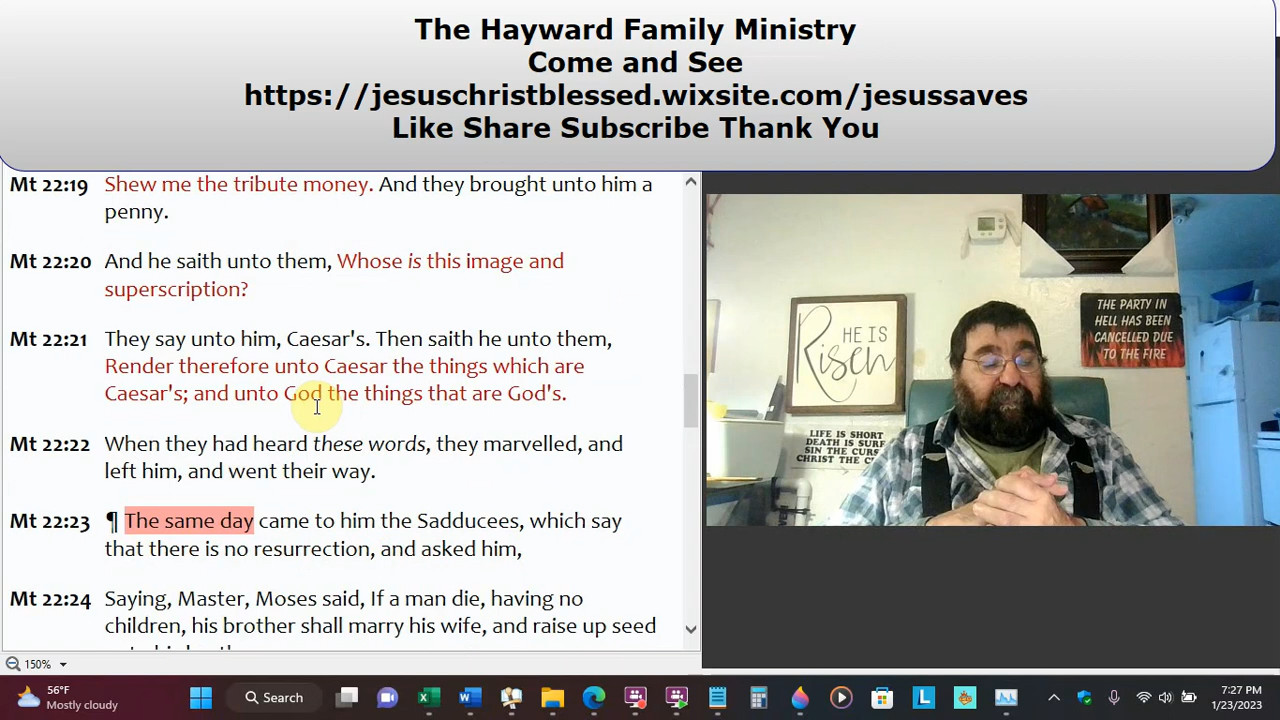 The Hayward Family Ministry
Come and See
https://jesuschristblessed.wixsite.com/jesussaves
Like Share Subscribe Thank You
Mt 22:19 Shew me the tribute money. And they brought unto him a
penny.
Mt 22:20 And he saith unto them, Whose is this image and
superscription?
Mt 22:21 They say unto him, Caesar's. Then saith he unto them,
Render therefore unto Caesar the things which are
Caesar's; and unto God the things that are God's.
Mt 22:22 When they had heard these words, they marvelled, and
left him, and went their way.
Mt 22:23 ¶ The same day came to him the Sadducees, which say
that there is no resurrection, and asked him,
Mt 22:24 Saying, Master, Moses said, If a man die, having no
children, his brother shall marry his wife, and raise up seed
150%
HE IS
Risen
THE PARTY IN
HELL HAS BEEN
CANCELLED DUE
TO THE FIRE
LIFE IS SHORT
DEATH IS SURE
SIN THE CURSE
CHRIST THE
56°F
Mostly cloudy
Search
7:27 PM
1/23/2023